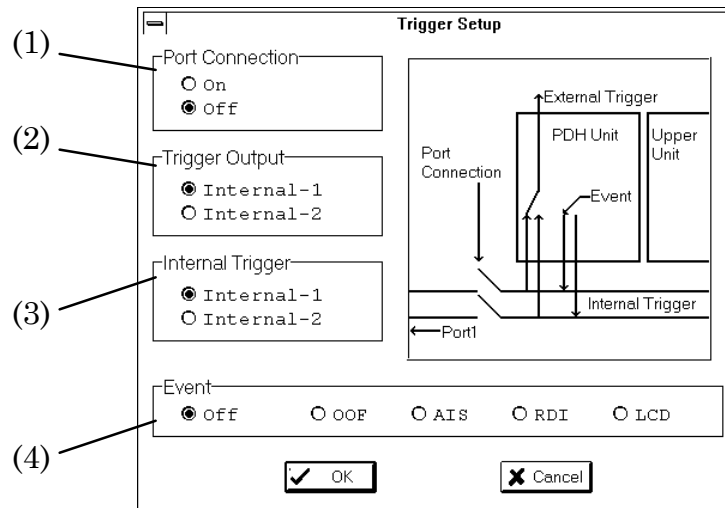 Trigger Setup
(1)
Port Connection
On
Off
(2)
Trigger Output
Internal-1
Internal-2
(3)
Internal Trigger
Internal-1
Internal-2
External Trigger
PDH Unit
Upper
Unit
Port
Connection
Event
Internal Trigger
Port1
(4)
Event
Off OOF AIS RDI LCD
OK Cancel